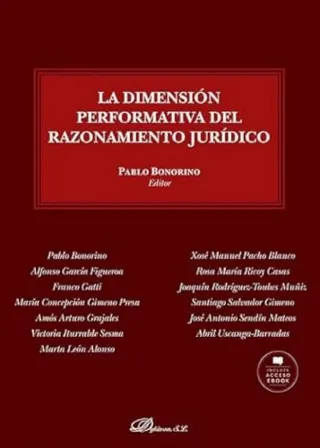 LA DIMENSIÓN
PERFORMATIVA DEL
RAZONAMIENTO JURÍDICO
PABLO BONORINO
Editor
Pablo Bonorino
Alfonso García Figueroa
Franco Gatti
María Concepción Gimeno Presa
Amós Arturo Grajales
Victoria Iturralde Sesma
Marta León Alonso
Xosé Manuel Pacho Blanco
Rosa María Ricoy Casas
Joaquín Rodríguez-Toubes Muñiz
Santiago Salvador Gimeno
José Antonio Sendín Mateos
Abril Uscanga-Barradas
INCLUYE
ACCESO
EBOOK
Dykinson, S.L.